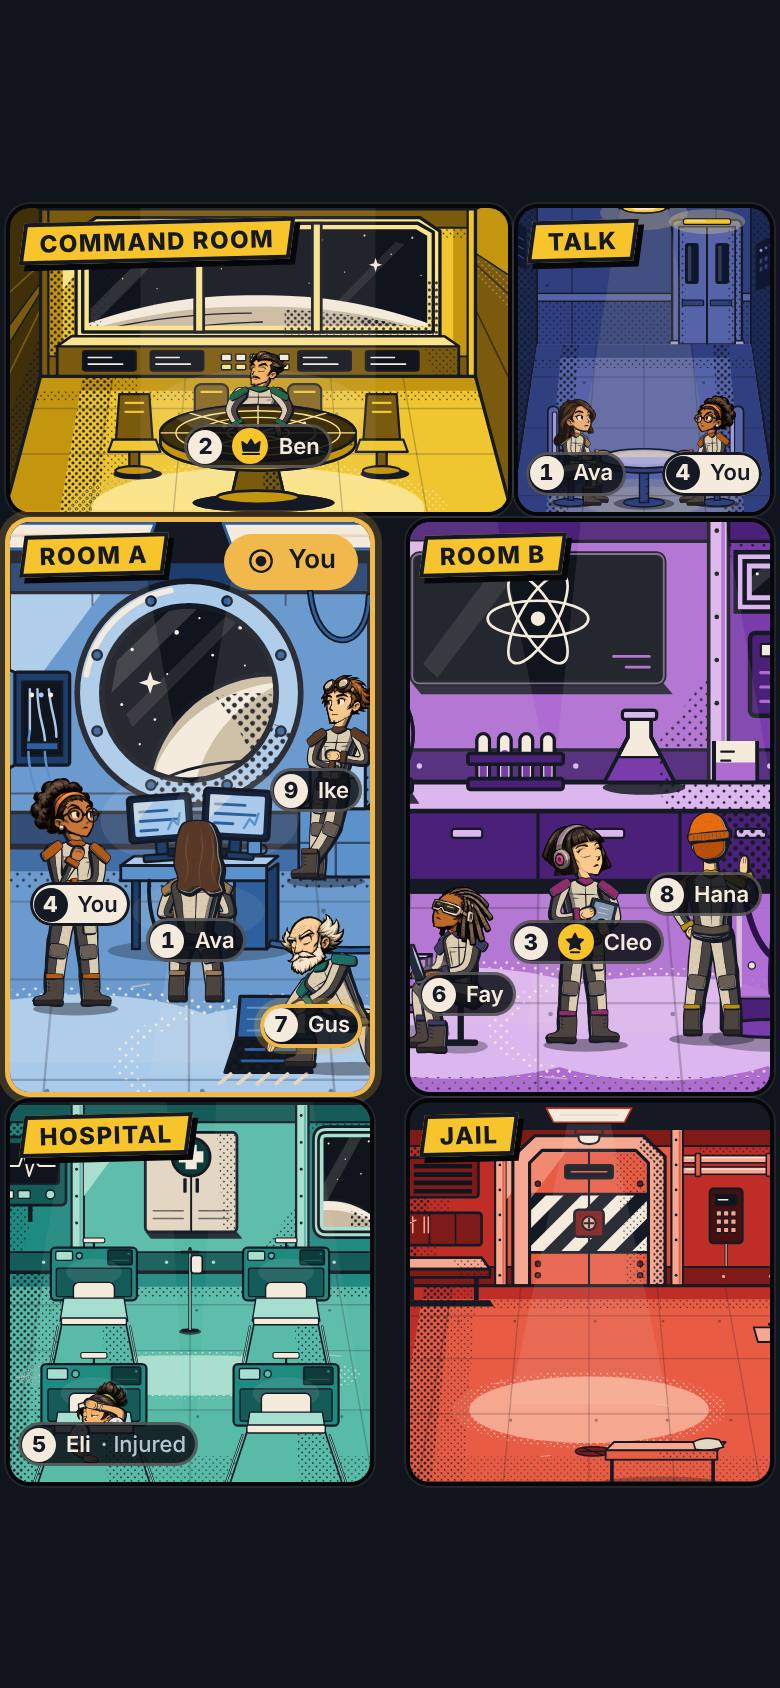 COMMAND ROOM
TALK
2 Ben
1 Ava
4 You
ROOM A
You
ROOM B
9 Ike
4 You
1 Ava
8 Hana
3 Cleo
6 Fay
7 Gus
HOSPITAL
JAIL
5 Eli · Injured